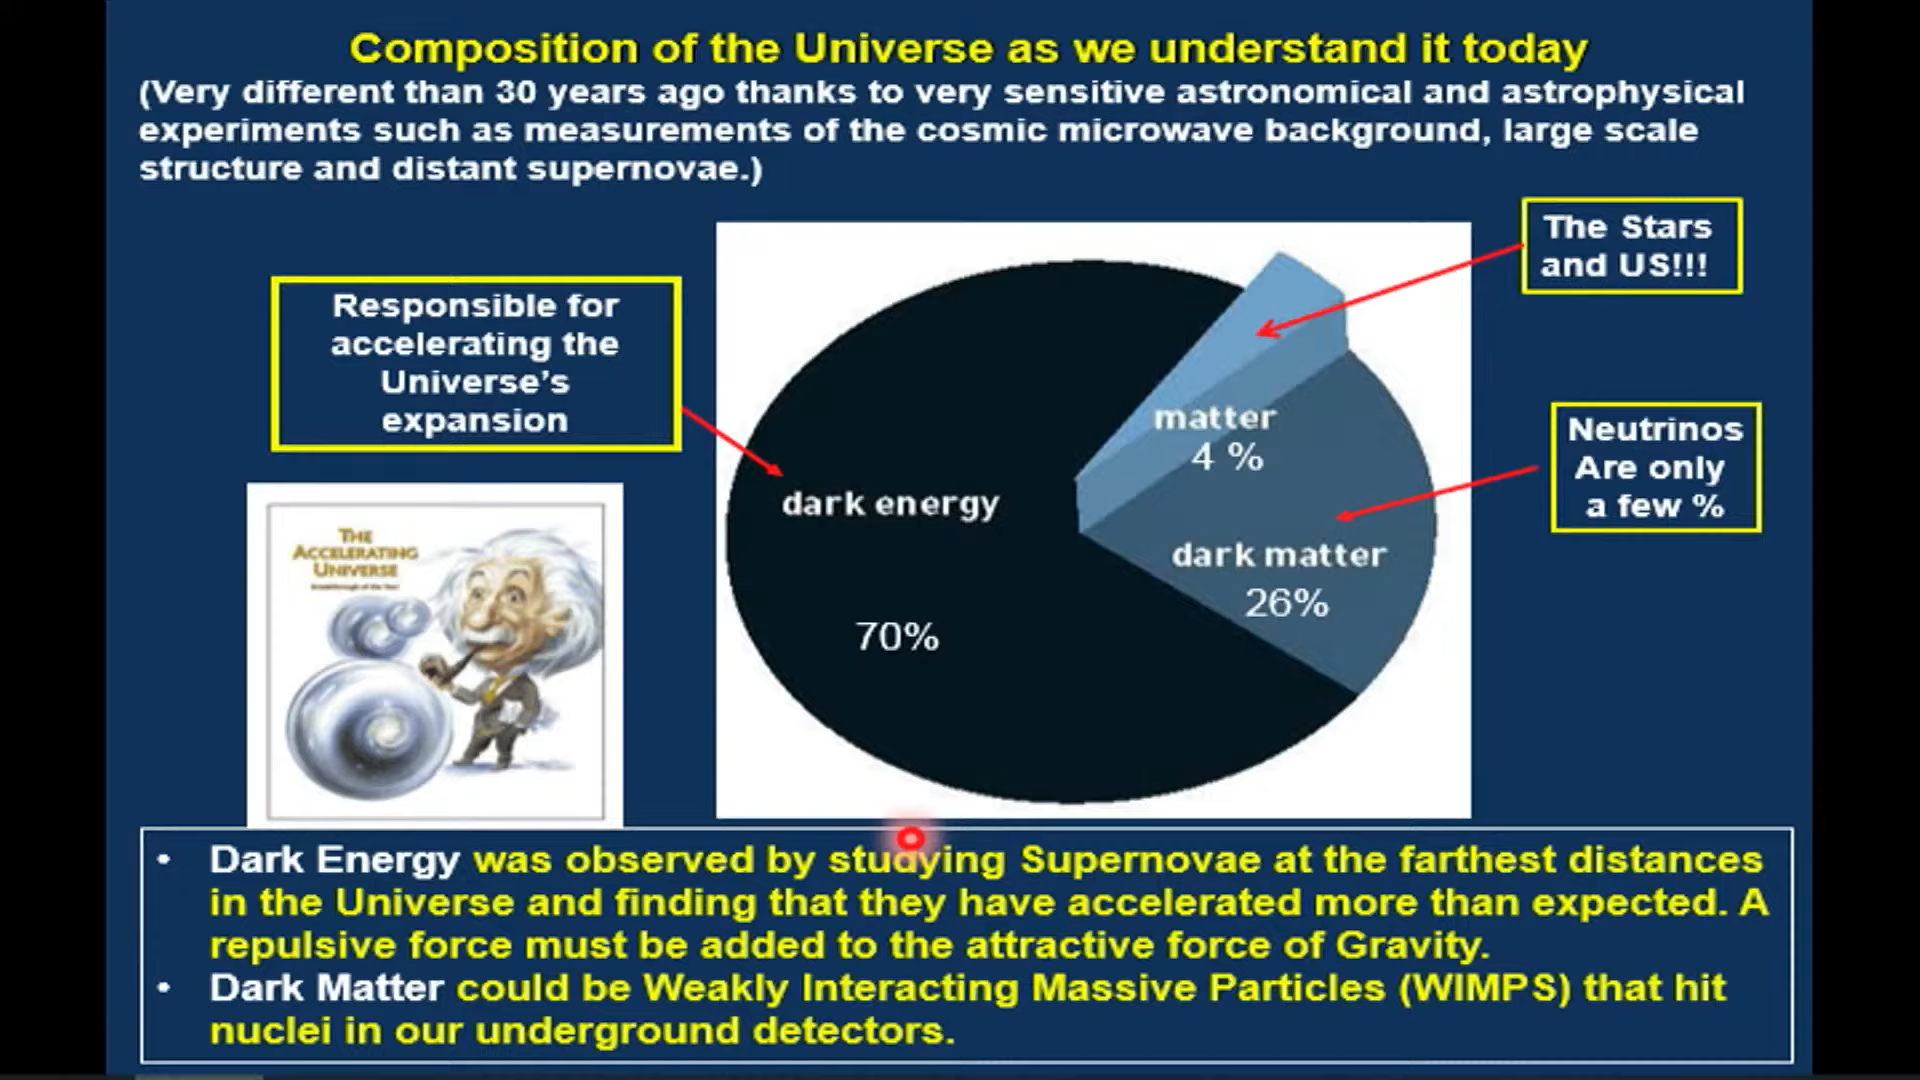 Composition of the Universe as we understand it today
(Very different than 30 years ago thanks to very sensitive astronomical and astrophysical
experiments such as measurements of the cosmic microwave background, large scale
structure and distant supernovae.)
The Stars
and US!!!
Responsible for
accelerating the
Universe's
expansion
matter
4 %
Neutrinos
Are only
a few %
dark energy
70%
dark matter
26%
THE
ACCELERATING
UNIVERSE
• Dark Energy was observed by studying Supernovae at the farthest distances
in the Universe and finding that they have accelerated more than expected. A
repulsive force must be added to the attractive force of Gravity.
• Dark Matter could be Weakly Interacting Massive Particles (WIMPS) that hit
nuclei in our underground detectors.